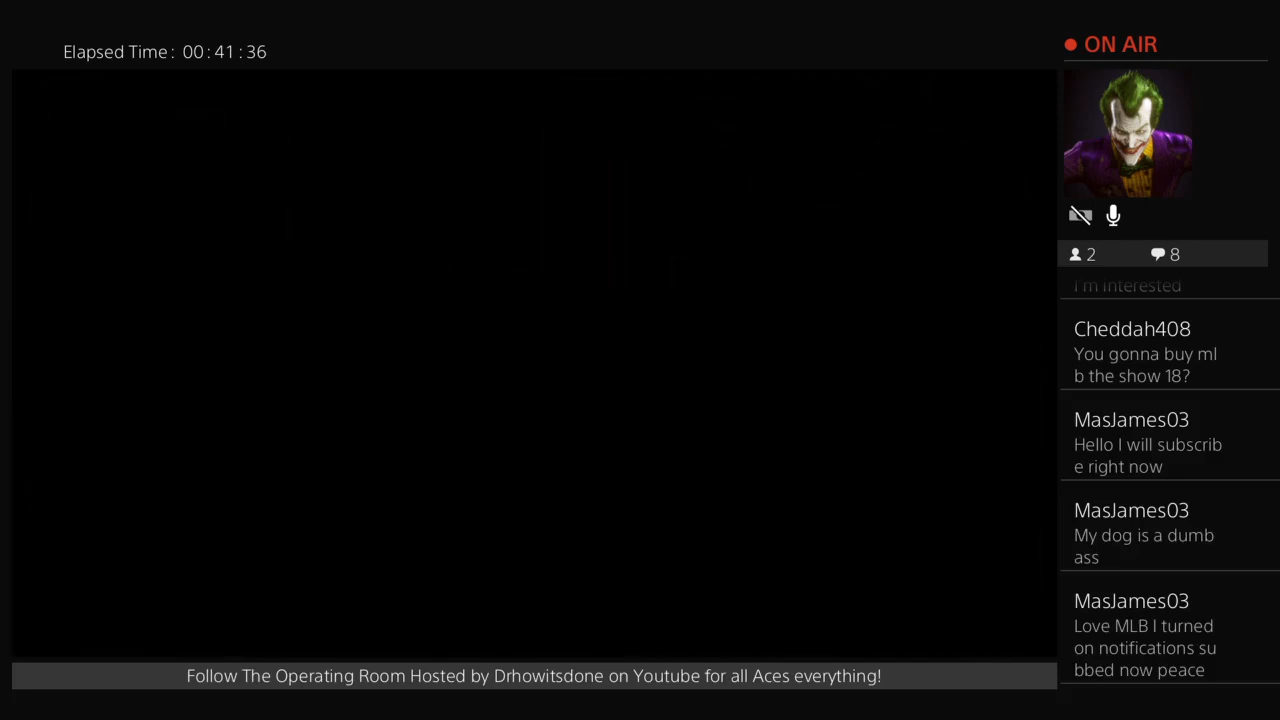 Elapsed Time: 00:41:36
ON AIR
2
8
I'm interested
Cheddah408
You gonna buy ml
b the show 18?
MasJames03
Hello I will subscrib
e right now
MasJames03
My dog is a dumb
ass
MasJames03
Love MLB I turned
on notifications su
bbed now peace
Follow The Operating Room Hosted by Drhowitsdone on Youtube for all Aces everything!